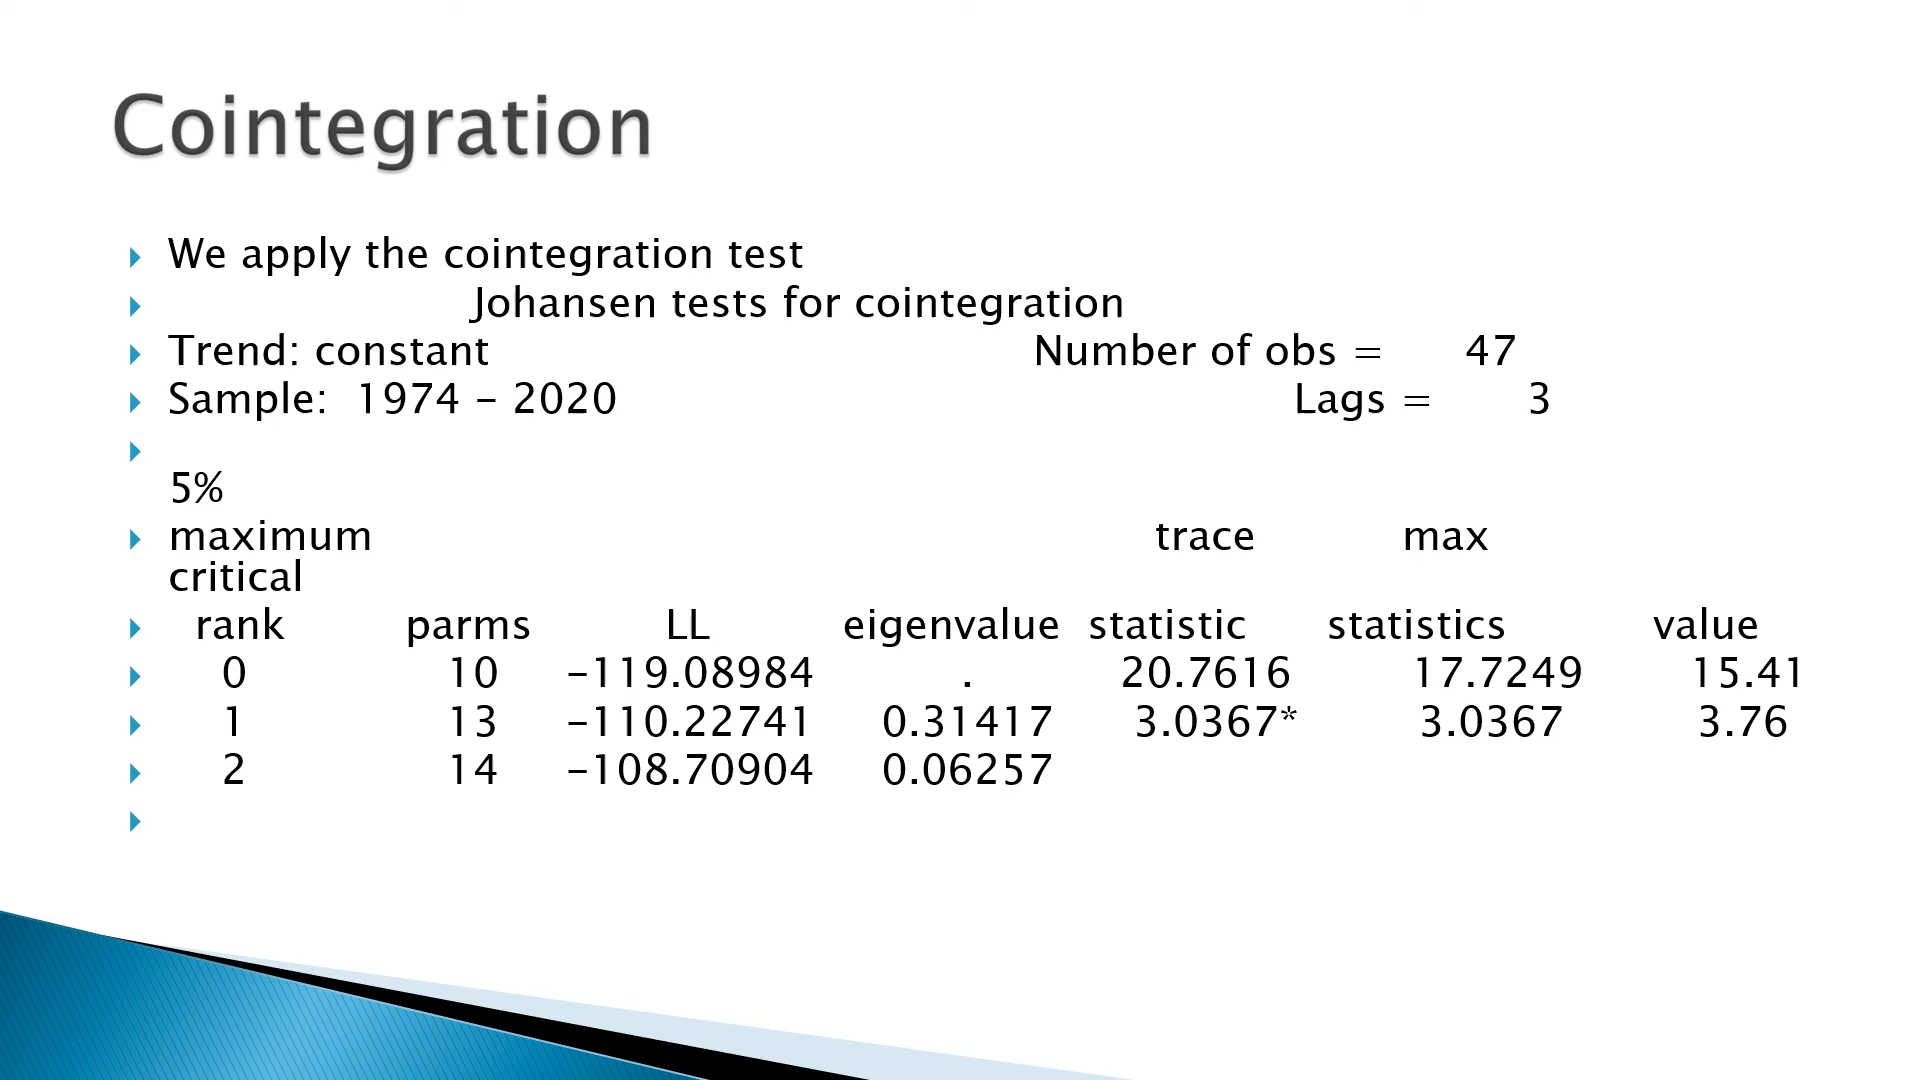 Cointegration
We apply the cointegration test
Johansen tests for cointegration
Trend: constant Number of obs = 47
Sample: 1974 - 2020 Lags = 3
5%
maximum trace max
critical
rank parms LL eigenvalue statistic statistics value
0 10 -119.08984 . 20.7616 17.7249 15.41
1 13 -110.22741 0.31417 3.0367* 3.0367 3.76
2 14 -108.70904 0.06257